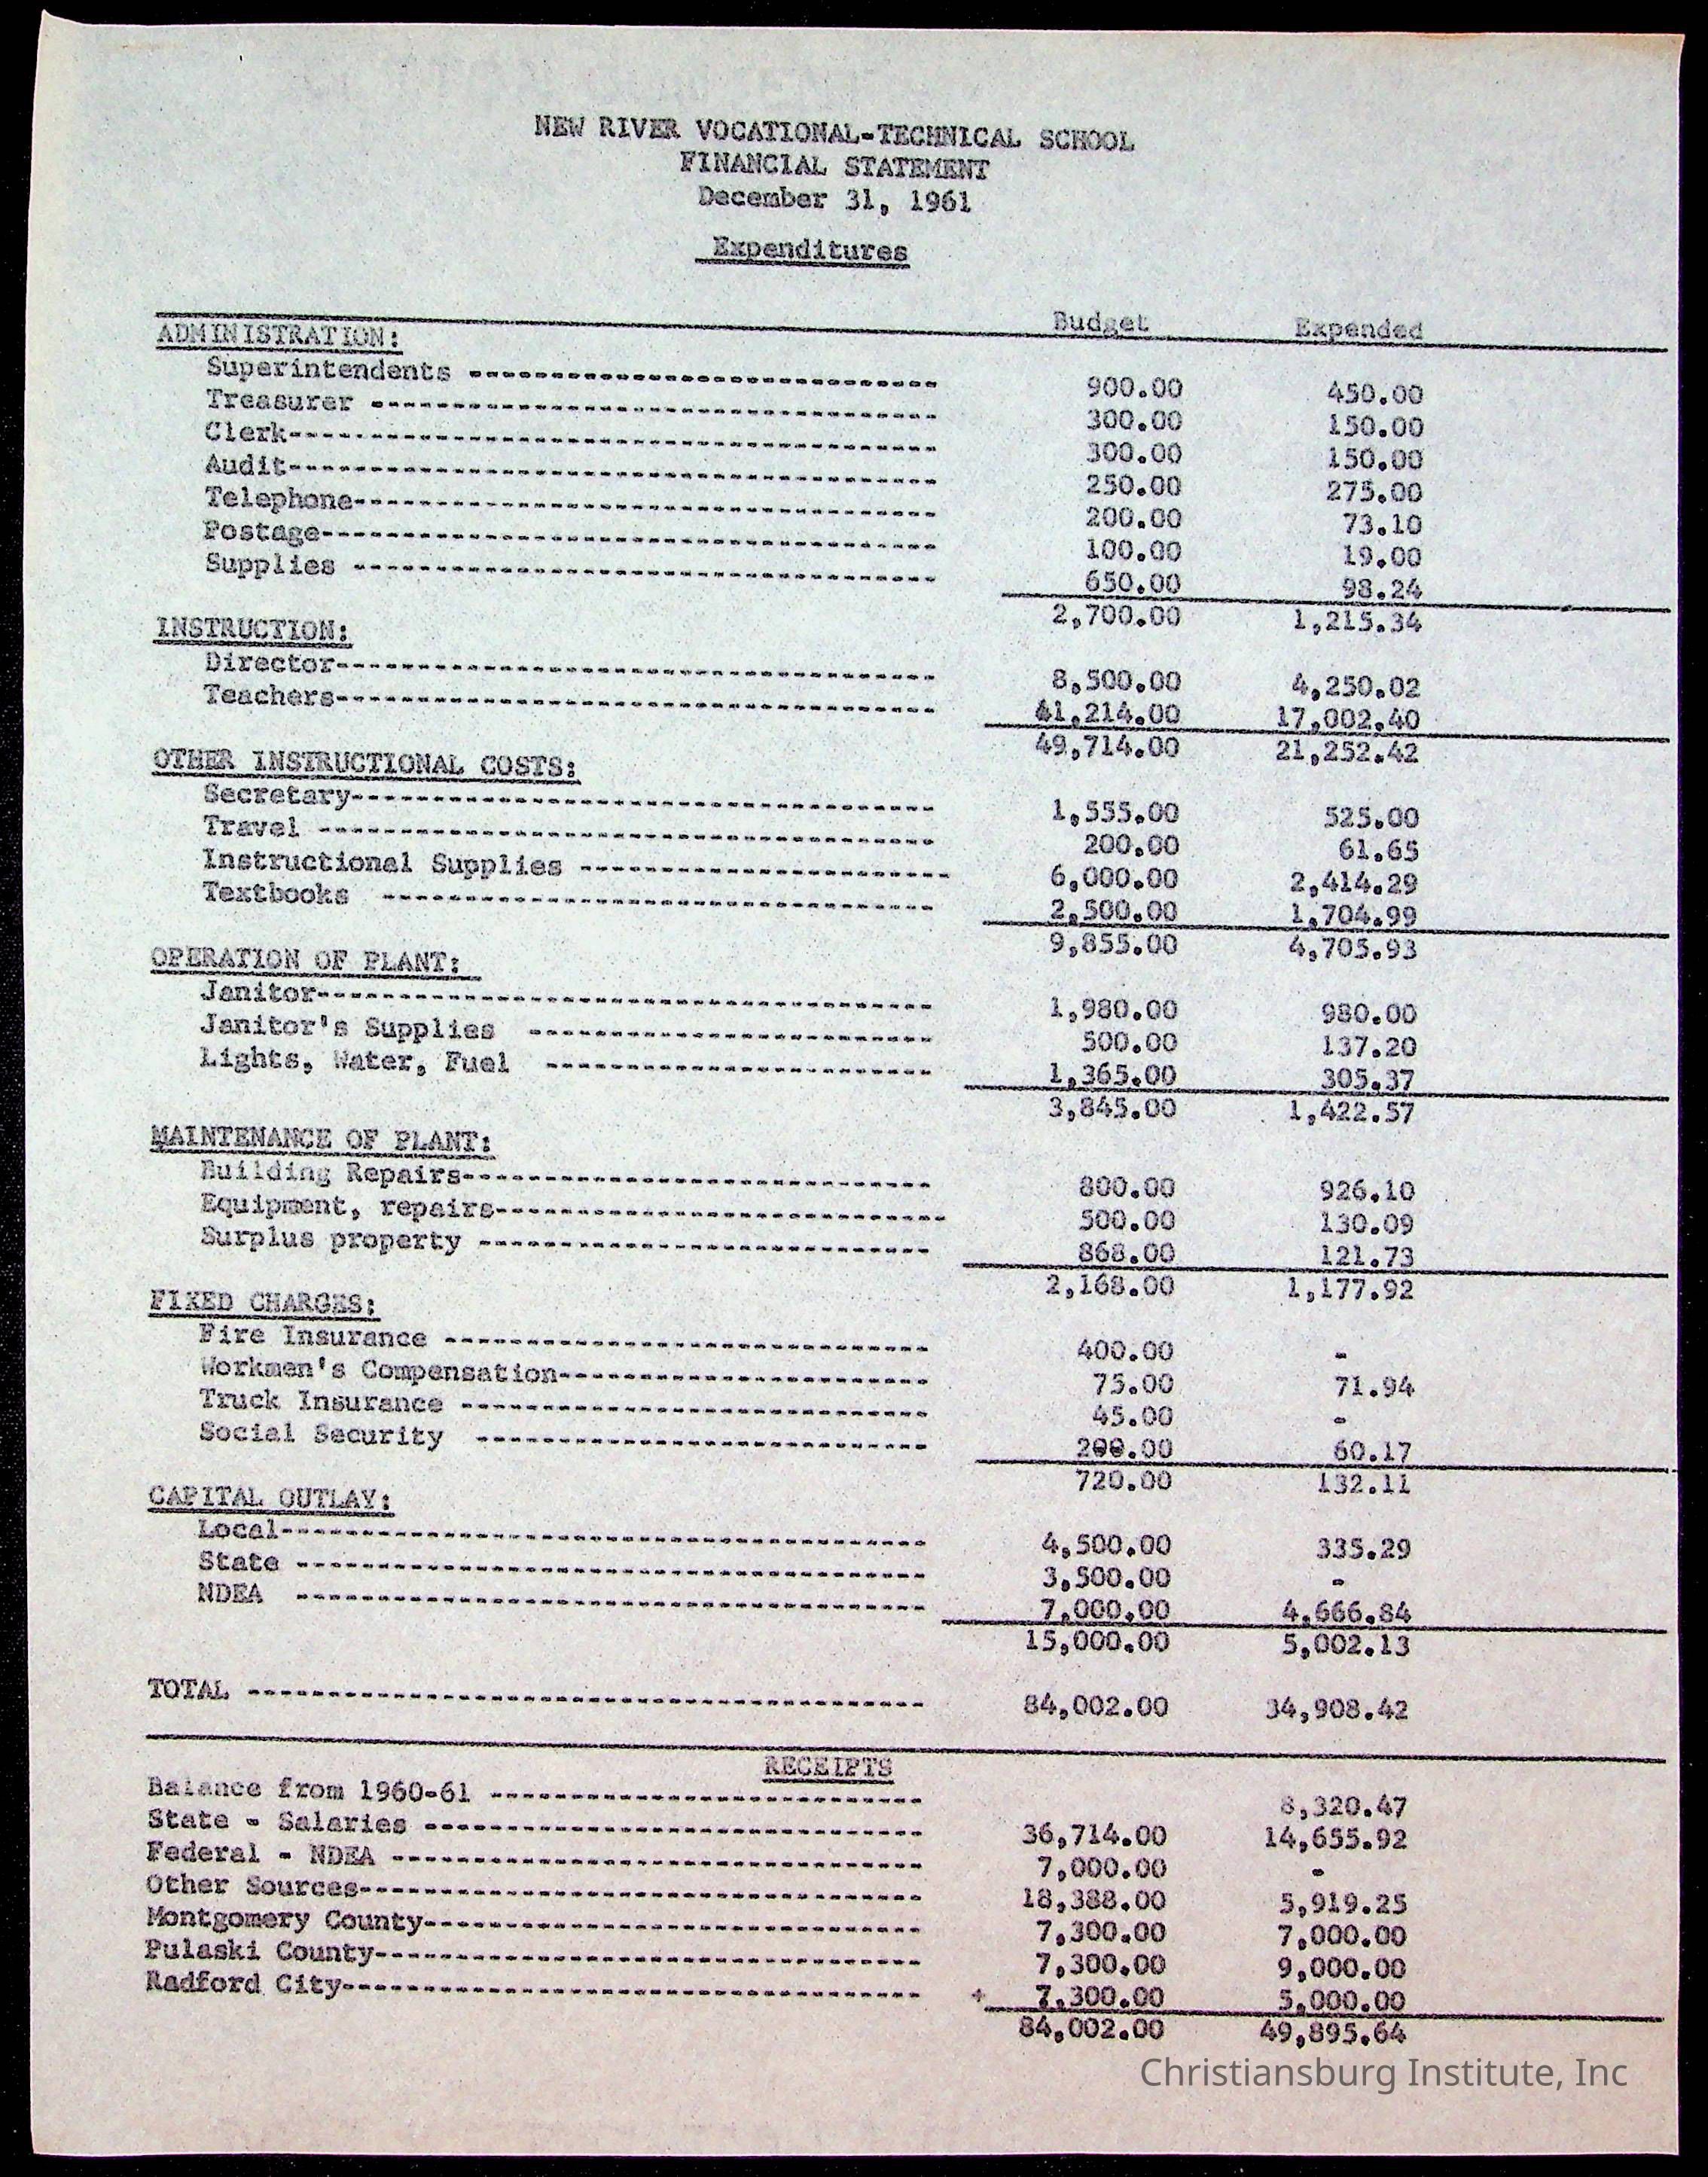 NEW RIVER VOCATIONAL-TECHNICAL SCHOOL
FINANCIAL STATEMENT
December 31, 1961
Expenditures
Budget Expended
ADMINISTRATION:
Superintendents ----------------------------- 900.00 450.00
Treasurer ----------------------------------- 300.00 150.00
Clerk---------------------------------------- 300.00 150.00
Audit---------------------------------------- 250.00 275.00
Telephone------------------------------------ 200.00 73.10
Postage-------------------------------------- 100.00 19.00
Supplies ------------------------------------ 650.00 98.24
2,700.00 1,215.34
INSTRUCTION:
Director------------------------------------- 8,500.00 4,250.02
Teachers------------------------------------- 41,214.00 17,002.40
49,714.00 21,252.42
OTHER INSTRUCTIONAL COSTS:
Secretary------------------------------------ 1,555.00 525.00
Travel -------------------------------------- 200.00 61.65
Instructional Supplies ----------------------- 6,000.00 2,414.29
Textbooks ---------------------------------- 2,500.00 1,704.99
9,855.00 4,705.93
OPERATION OF PLANT:
Janitor-------------------------------------- 1,980.00 980.00
Janitor's Supplies ------------------------- 500.00 137.20
Lights, Water, Fuel ------------------------ 1,365.00 305.37
3,845.00 1,422.57
MAINTENANCE OF PLANT:
Building Repairs----------------------------- 800.00 926.10
Equipment, repairs---------------------------- 500.00 130.09
Surplus property ---------------------------- 868.00 121.73
2,168.00 1,177.92
FIXED CHARGES:
Fire Insurance ------------------------------ 400.00 -
Workmen's Compensation----------------------- 75.00 71.94
Truck Insurance ----------------------------- 45.00 -
Social Security ---------------------------- 200.00 60.17
720.00 132.11
CAPITAL OUTLAY:
Local---------------------------------------- 4,500.00 335.29
State --------------------------------------- 3,500.00 -
NDEA --------------------------------------- 7,000.00 4,666.84
15,000.00 5,002.13
TOTAL ------------------------------------------ 84,002.00 34,908.42
RECEIPTS
Balance from 1960-61 --------------------------- 8,320.47
State - Salaries ------------------------------- 36,714.00 14,655.92
Federal - NDEA --------------------------------- 7,000.00 -
Other Sources----------------------------------- 18,388.00 5,919.25
Montgomery County------------------------------- 7,300.00 7,000.00
Pulaski County---------------------------------- 7,300.00 9,000.00
Radford City------------------------------------ + 7,300.00 5,000.00
84,002.00 49,895.64
Christiansburg Institute, Inc